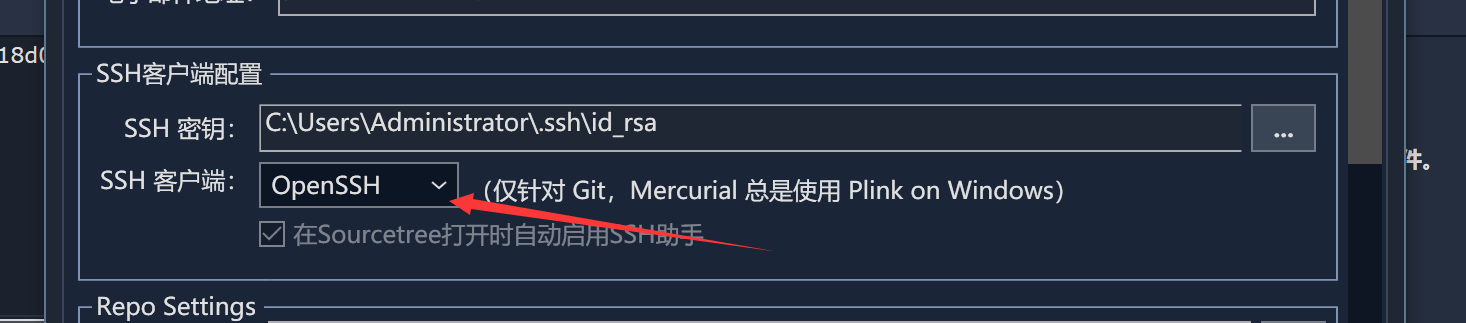 18d0
SSH客户端配置
SSH 密钥：
C:\Users\Administrator\.ssh\id_rsa
...
SSH 客户端：
OpenSSH
（仅针对 Git，Mercurial 总是使用 Plink on Windows）
件。
在Sourcetree打开时自动启用SSH助手
Repo Settings